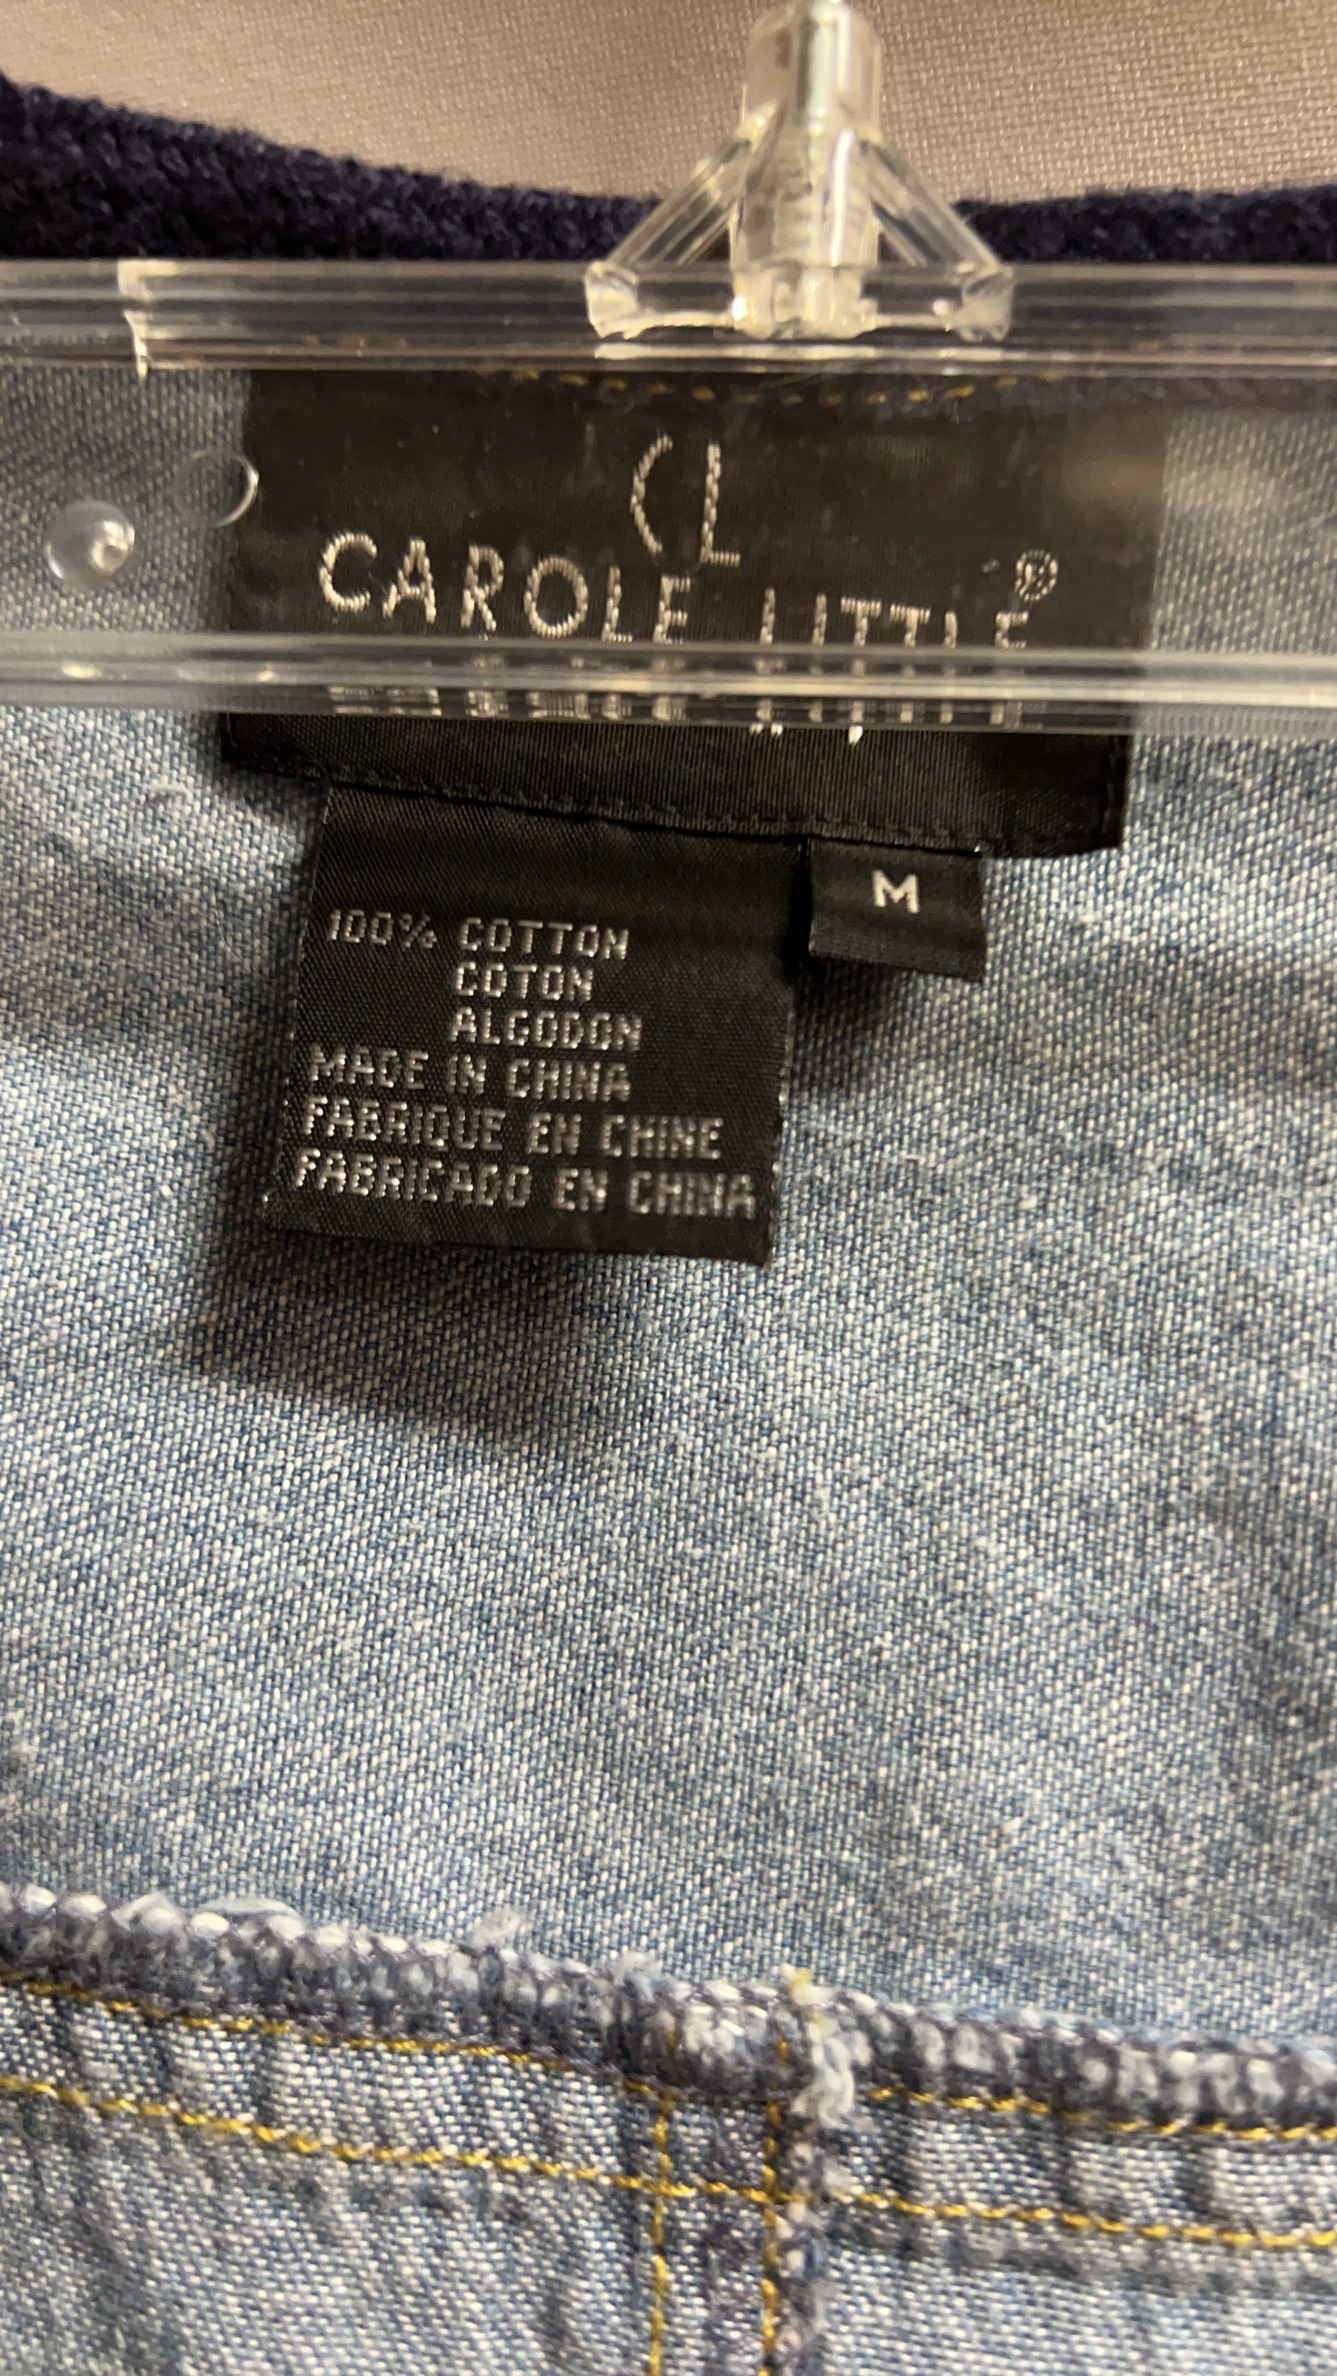 CL
CAROLE LITTLE®
M
100% COTTON
COTON
ALGODON
MADE IN CHINA
FABRIQUE EN CHINE
FABRICADO EN CHINA